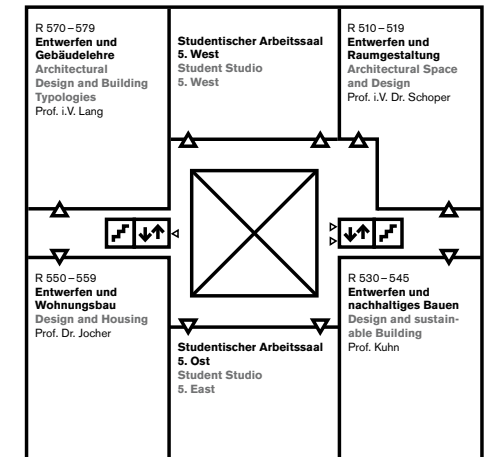 R 570–579
Entwerfen und
Gebäudelehre
Architectural
Design and Building
Typologies
Prof. i.V. Lang
Studentischer Arbeitssaal
5. West
Student Studio
5. West
R 510–519
Entwerfen und
Raumgestaltung
Architectural Space
and Design
Prof. i.V. Dr. Schoper
R 550–559
Entwerfen und
Wohnungsbau
Design and Housing
Prof. Dr. Jocher
Studentischer Arbeitssaal
5. Ost
Student Studio
5. East
R 530–545
Entwerfen und
nachhaltiges Bauen
Design and sustain-
able Building
Prof. Kuhn